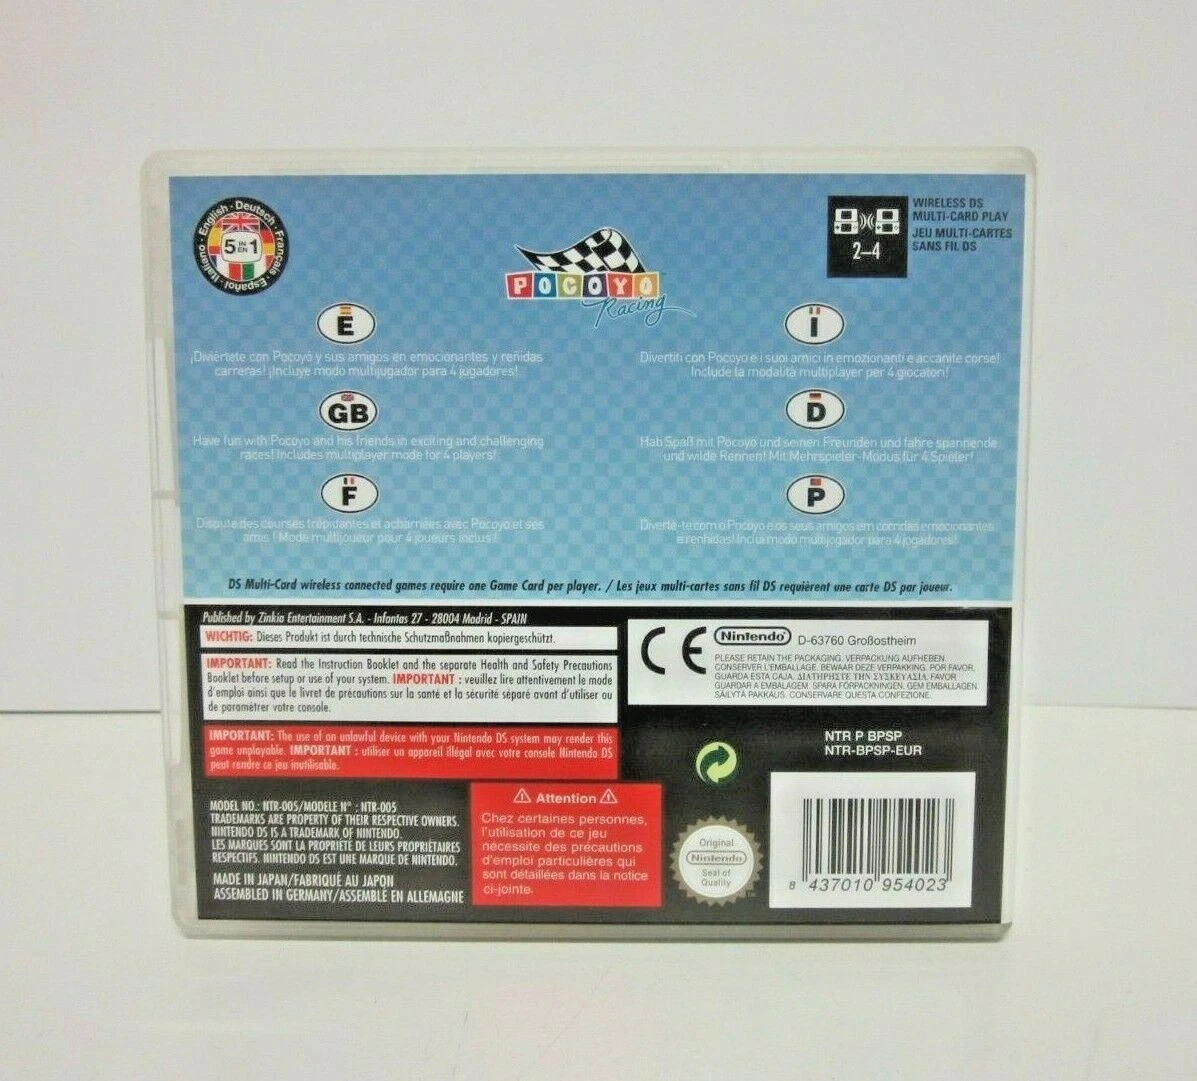 English · Deutsch · Français · Español · Italiano
5 IN EN 1
POCOYO
Racing
2–4
WIRELESS DS
MULTI-CARD PLAY
JEU MULTI-CARTES
SANS FIL DS
E
¡Diviértete con Pocoyó y sus amigos en emocionantes y reñidas
carreras! ¡Incluye modo multijugador para 4 jugadores!
I
Divertiti con Pocoyo e i suoi amici in emozionanti e accanite corse!
Include la modalità multiplayer per 4 giocatori!
GB
Have fun with Pocoyo and his friends in exciting and challenging
races! Includes multiplayer mode for 4 players!
D
Hab Spaß mit Pocoyo und seinen Freunden und fahre spannende
und wilde Rennen! Mit Mehrspieler-Modus für 4 Spieler!
F
Dispute des courses trépidantes et acharnées avec Pocoyo et ses
amis ! Mode multijoueur pour 4 joueurs inclus !
P
Diverte-te com o Pocoyo e os seus amigos em corridas emocionantes
e renhidas! Inclui modo multijogador para 4 jogadores!
DS Multi-Card wireless connected games require one Game Card per player. / Les jeux multi-cartes sans fil DS requièrent une carte DS par joueur.
Published by Zinkia Entertainment S.A. - Infantas 27 - 28004 Madrid - SPAIN
WICHTIG: Dieses Produkt ist durch technische Schutzmaßnahmen kopiergeschützt.
IMPORTANT: Read the Instruction Booklet and the separate Health and Safety Precautions
Booklet before setup or use of your system. IMPORTANT : veuillez lire attentivement le mode
d'emploi ainsi que le livret de précautions sur la santé et la sécurité séparé avant d'utiliser ou
de paramétrer votre console.
IMPORTANT: The use of an unlawful device with your Nintendo DS system may render this
game unplayable. IMPORTANT : utiliser un appareil illégal avec votre console Nintendo DS
peut rendre ce jeu inutilisable.
CE
Nintendo D-63760 Großostheim
PLEASE RETAIN THE PACKAGING. VERPACKUNG AUFHEBEN.
CONSERVER L'EMBALLAGE. BEWAAR DEZE VERPAKKING. POR FAVOR,
GUARDA ESTA CAJA. ΔΙΑΤΗΡΗΣΤΕ ΤΗΝ ΣΥΣΚΕΥΑΣΙΑ. FAVOR
GUARDAR A EMBALAGEM. SPARA FÖRPACKNINGEN. GEM EMBALLAGEN.
SÄILYTÄ PAKKAUS. CONSERVARE QUESTA CONFEZIONE.
NTR P BPSP
NTR-BPSP-EUR
MODEL NO.: NTR-005/MODELE N° : NTR-005
TRADEMARKS ARE PROPERTY OF THEIR RESPECTIVE OWNERS.
NINTENDO DS IS A TRADEMARK OF NINTENDO.
LES MARQUES SONT LA PROPRIETE DE LEURS PROPRIÉTAIRES
RESPECTIFS. NINTENDO DS EST UNE MARQUE DE NINTENDO.
MADE IN JAPAN/FABRIQUÉ AU JAPON
ASSEMBLED IN GERMANY/ASSEMBLÉ EN ALLEMAGNE
Attention
Chez certaines personnes,
l'utilisation de ce jeu
nécessite des précautions
d'emploi particulières qui
sont détaillées dans la notice
ci-jointe.
Original
Nintendo
Seal of
Quality
8 437010 954023